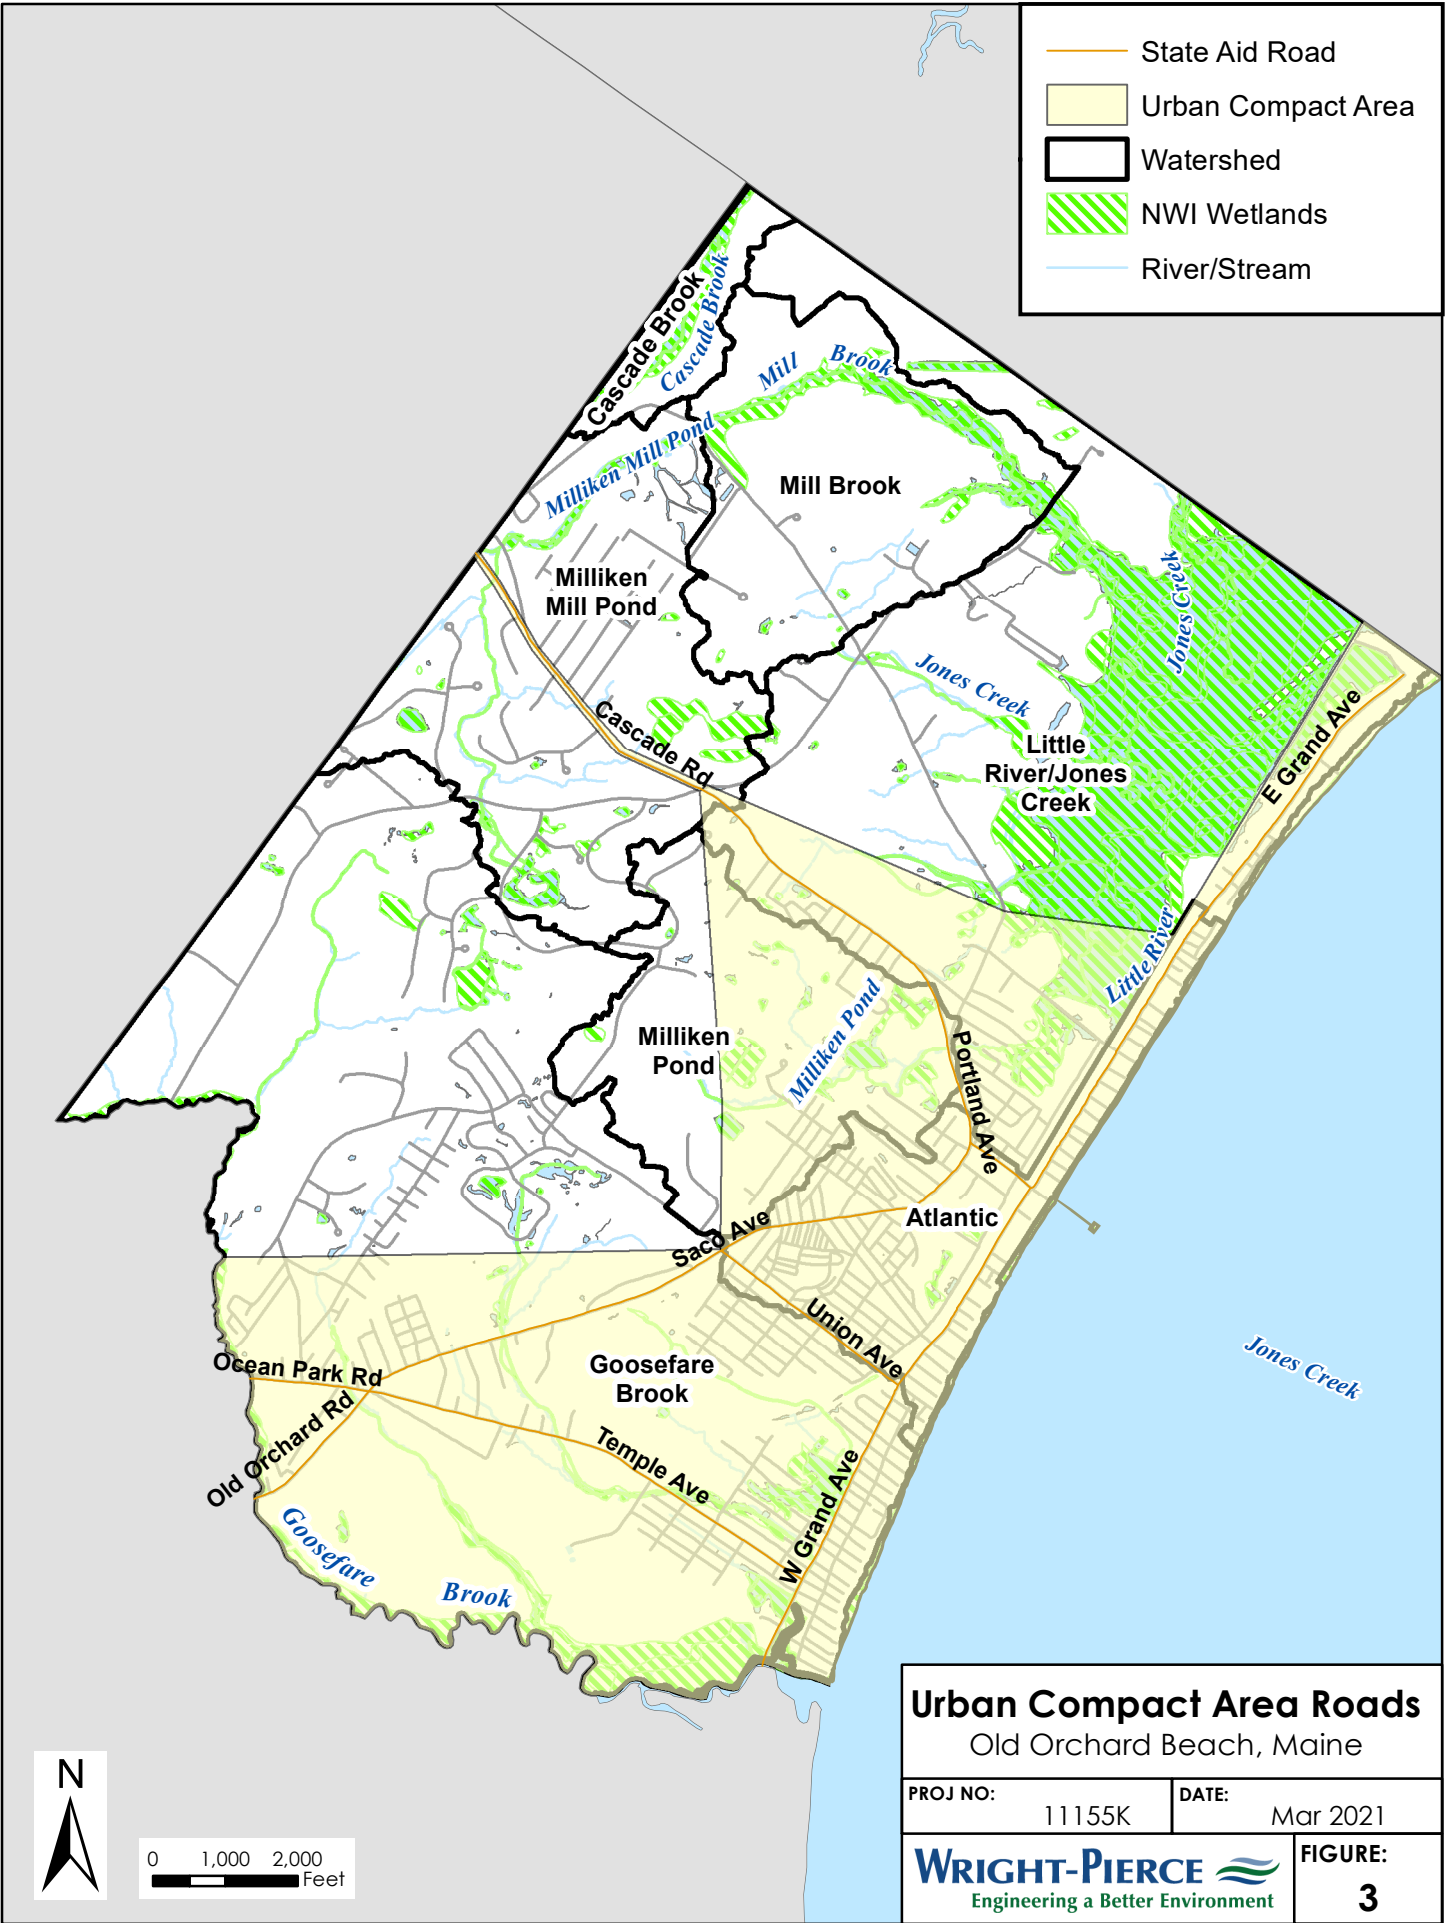 State Aid Road
Urban Compact Area
Watershed
NWI Wetlands
River/Stream
Cascade Brook
Cascade Brook
Mill Brook
Milliken Mill Pond
Mill Brook
Milliken
Mill Pond
Jones Creek
Jones Creek
Cascade Rd
Little
River/Jones
Creek
E Grand Ave
Little River
Milliken Pond
Milliken
Pond
Portland Ave
Atlantic
Saco Ave
Union Ave
Jones Creek
Goosefare
Brook
Ocean Park Rd
Old Orchard Rd
Temple Ave
W Grand Ave
Goosefare Brook
N
0 1,000 2,000
Feet
Urban Compact Area Roads
Old Orchard Beach, Maine
PROJ NO:
11155K
DATE:
Mar 2021
WRIGHT-PIERCE
Engineering a Better Environment
FIGURE:
3